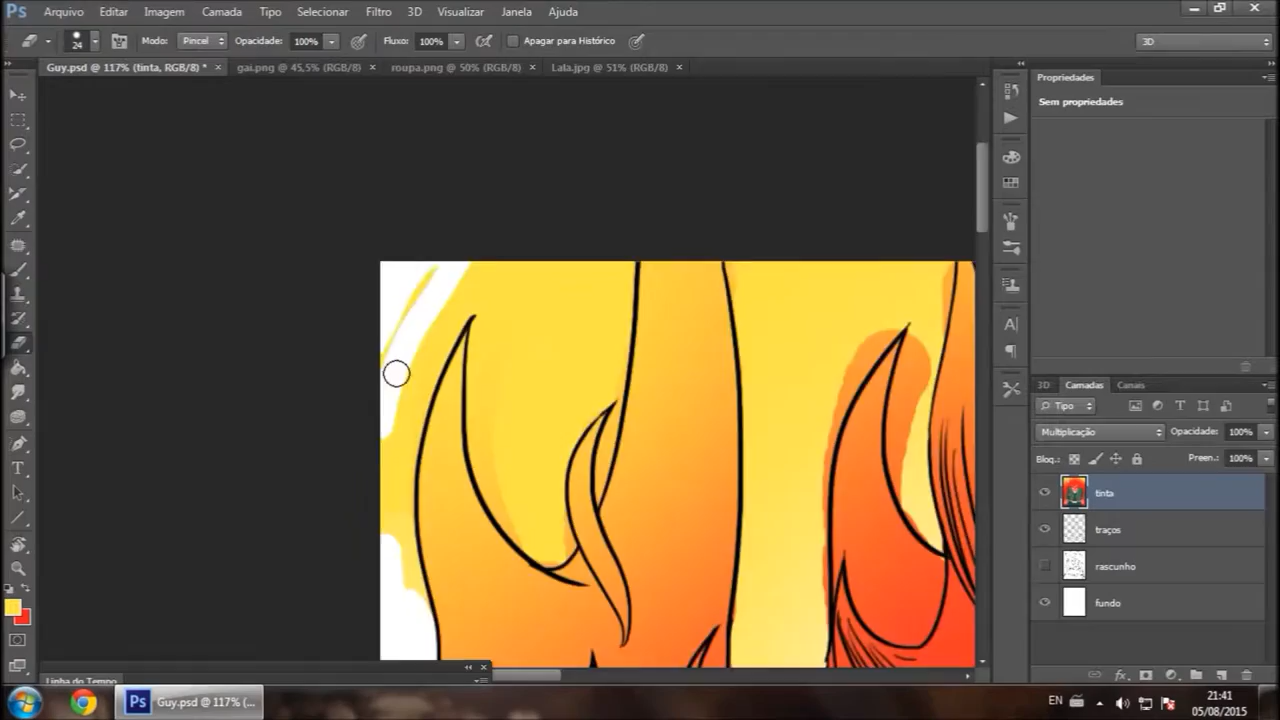 Ps Arquivo Editar Imagem Camada Tipo Selecionar Filtro 3D Visualizar Janela Ajuda
24 Modo: Pincel Opacidade: 100% Fluxo: 100% Apagar para Histórico 3D
Guy.psd @ 117% (tinta, RGB/8) * × gai.png @ 45,5% (RGB/8) × roupa.png @ 50% (RGB/8) × Lala.jpg @ 51% (RGB/8) ×
Propriedades
Sem propriedades
3D Camadas Canais
Tipo
Multiplicação Opacidade: 100%
Bloq.: Preen.: 100%
tinta
traços
rascunho
fundo
Linha do Tempo
Ps Guy.psd @ 117% (... EN 21:41
05/08/2015